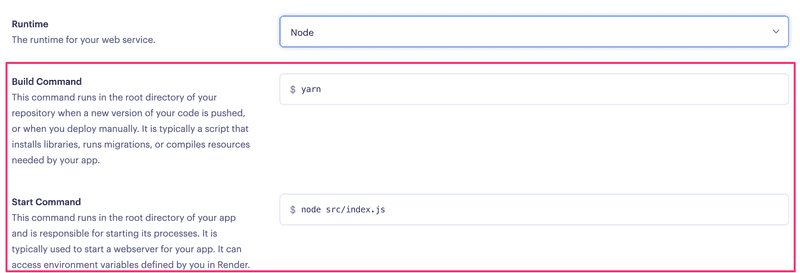 Runtime
The runtime for your web service.
Node
Build Command
This command runs in the root directory of your
repository when a new version of your code is pushed,
or when you deploy manually. It is typically a script that
installs libraries, runs migrations, or compiles resources
needed by your app.
$ yarn
Start Command
This command runs in the root directory of your app
and is responsible for starting its processes. It is
typically used to start a webserver for your app. It can
access environment variables defined by you in Render.
$ node src/index.js